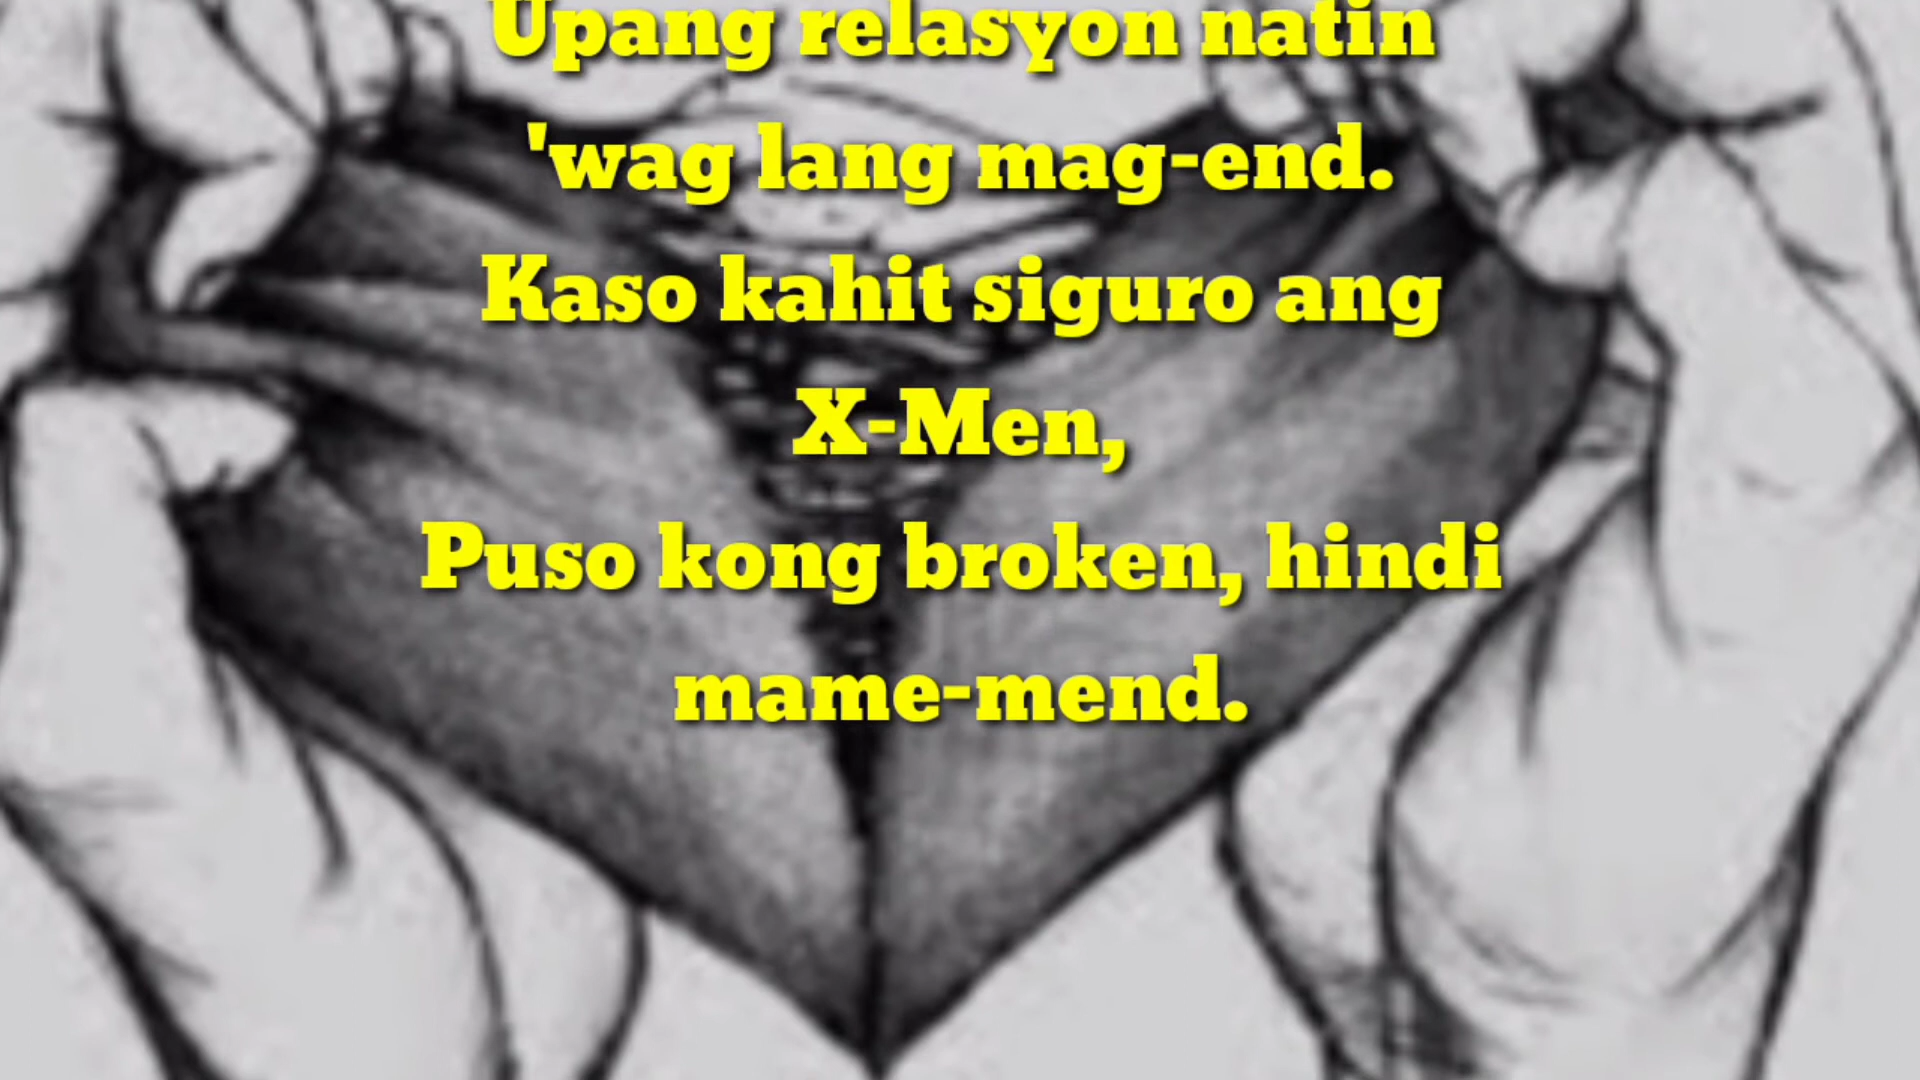 Upang relasyon natin
'wag lang mag-end.
Kaso kahit siguro ang
X-Men,
Puso kong broken, hindi
mame-mend.